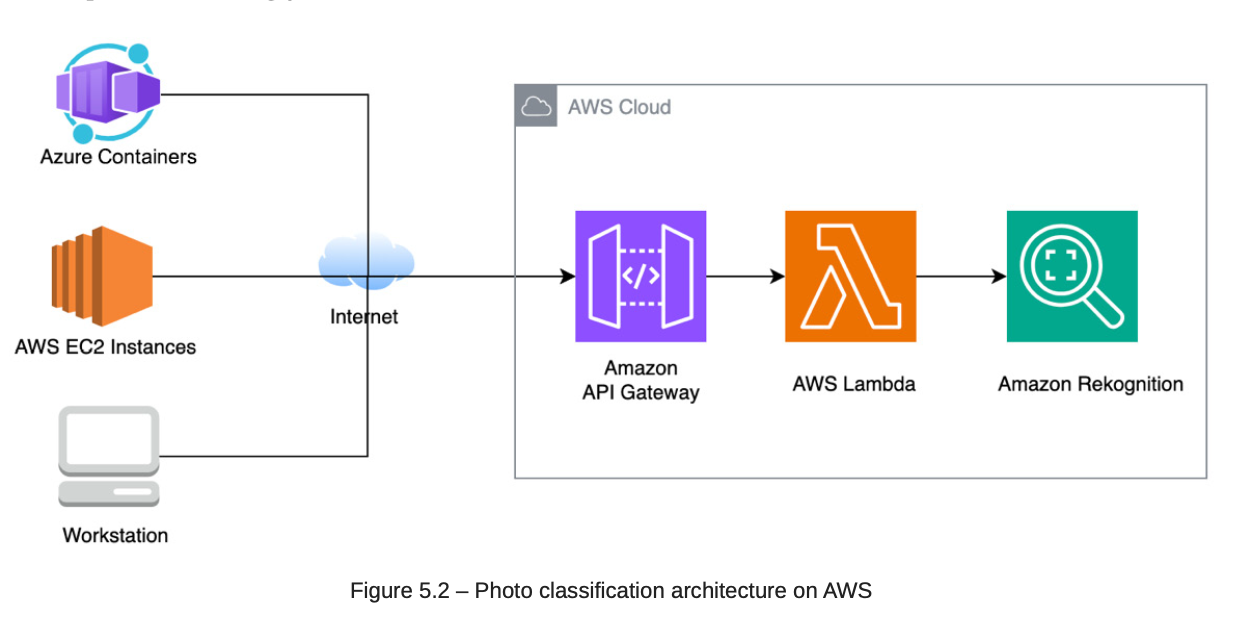 Azure Containers
AWS Cloud
AWS EC2 Instances
Internet
</>
Amazon
API Gateway
AWS Lambda
Amazon Rekognition
Workstation
Figure 5.2 – Photo classification architecture on AWS